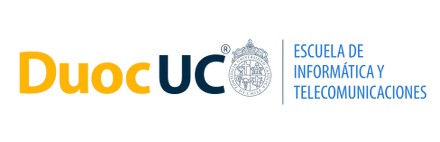 DuocUC®
ESCUELA DE
INFORMÁTICA Y
TELECOMUNICACIONES